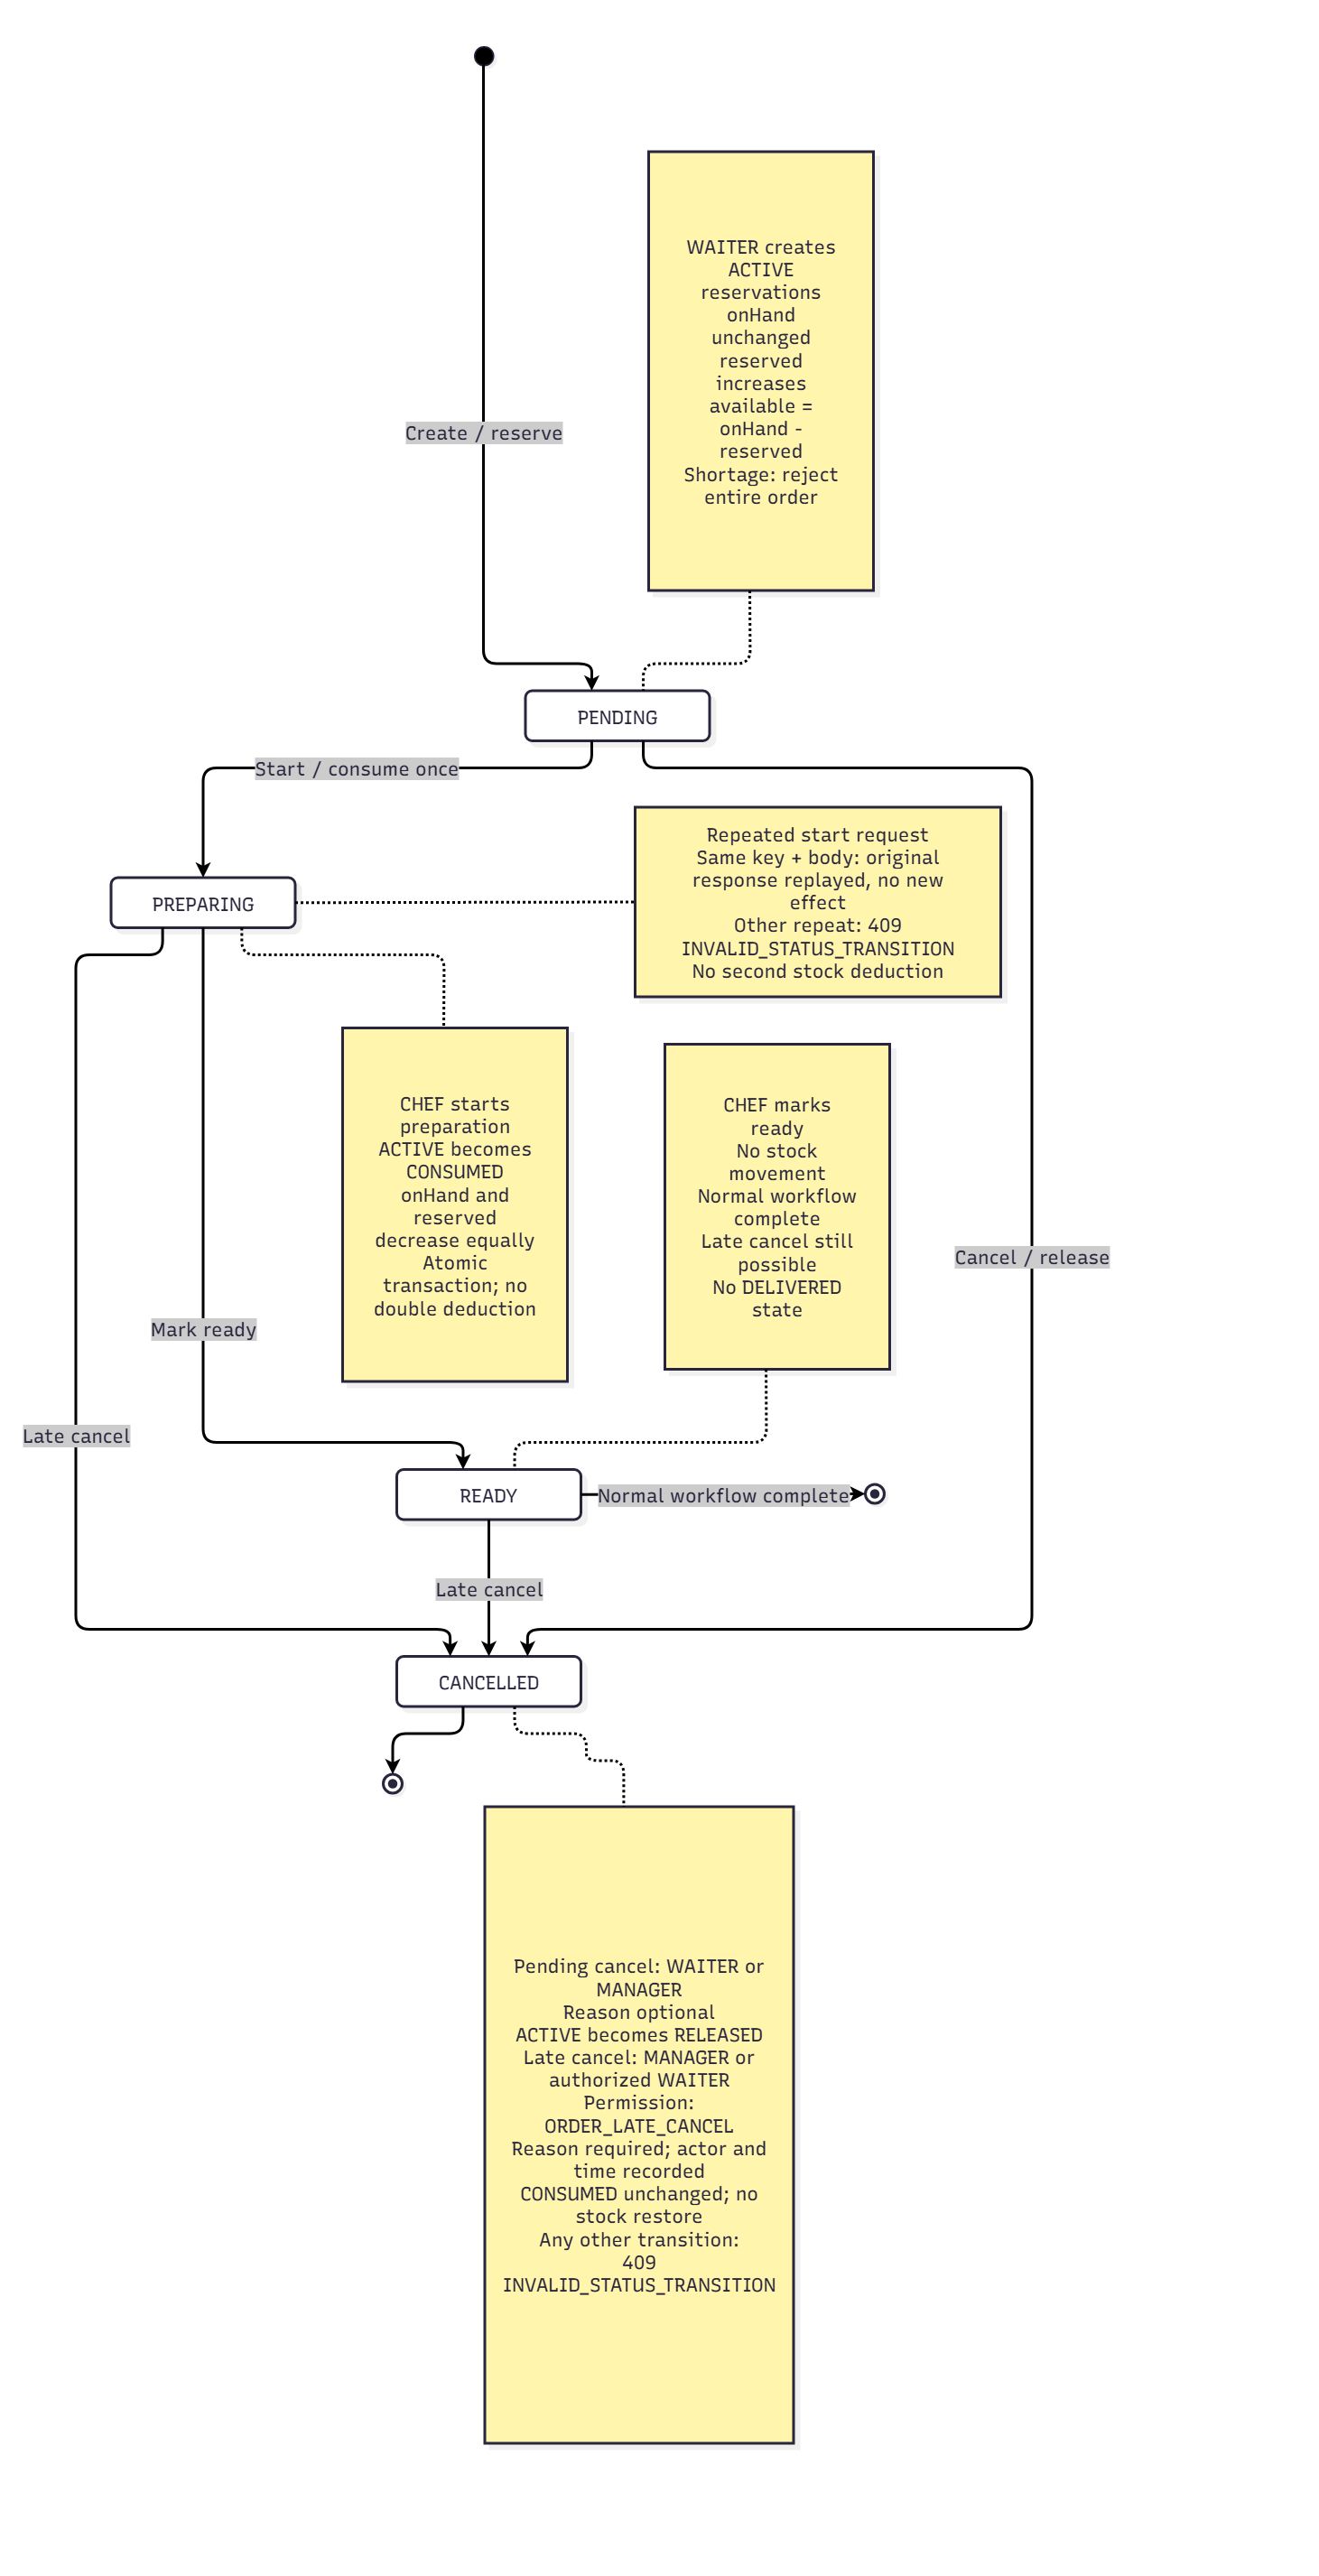 WAITER creates
ACTIVE
reservations
onHand
unchanged
reserved
increases
available =
onHand -
reserved
Shortage: reject
entire order
Create / reserve
PENDING
Start / consume once
Repeated start request
Same key + body: original
response replayed, no new
effect
Other repeat: 409
INVALID_STATUS_TRANSITION
No second stock deduction
PREPARING
CHEF starts
preparation
ACTIVE becomes
CONSUMED
onHand and
reserved
decrease equally
Atomic
transaction; no
double deduction
CHEF marks
ready
No stock
movement
Normal workflow
complete
Late cancel still
possible
No DELIVERED
state
Cancel / release
Mark ready
Late cancel
READY
Normal workflow complete
Late cancel
CANCELLED
Pending cancel: WAITER or
MANAGER
Reason optional
ACTIVE becomes RELEASED
Late cancel: MANAGER or
authorized WAITER
Permission:
ORDER_LATE_CANCEL
Reason required; actor and
time recorded
CONSUMED unchanged; no
stock restore
Any other transition:
409
INVALID_STATUS_TRANSITION